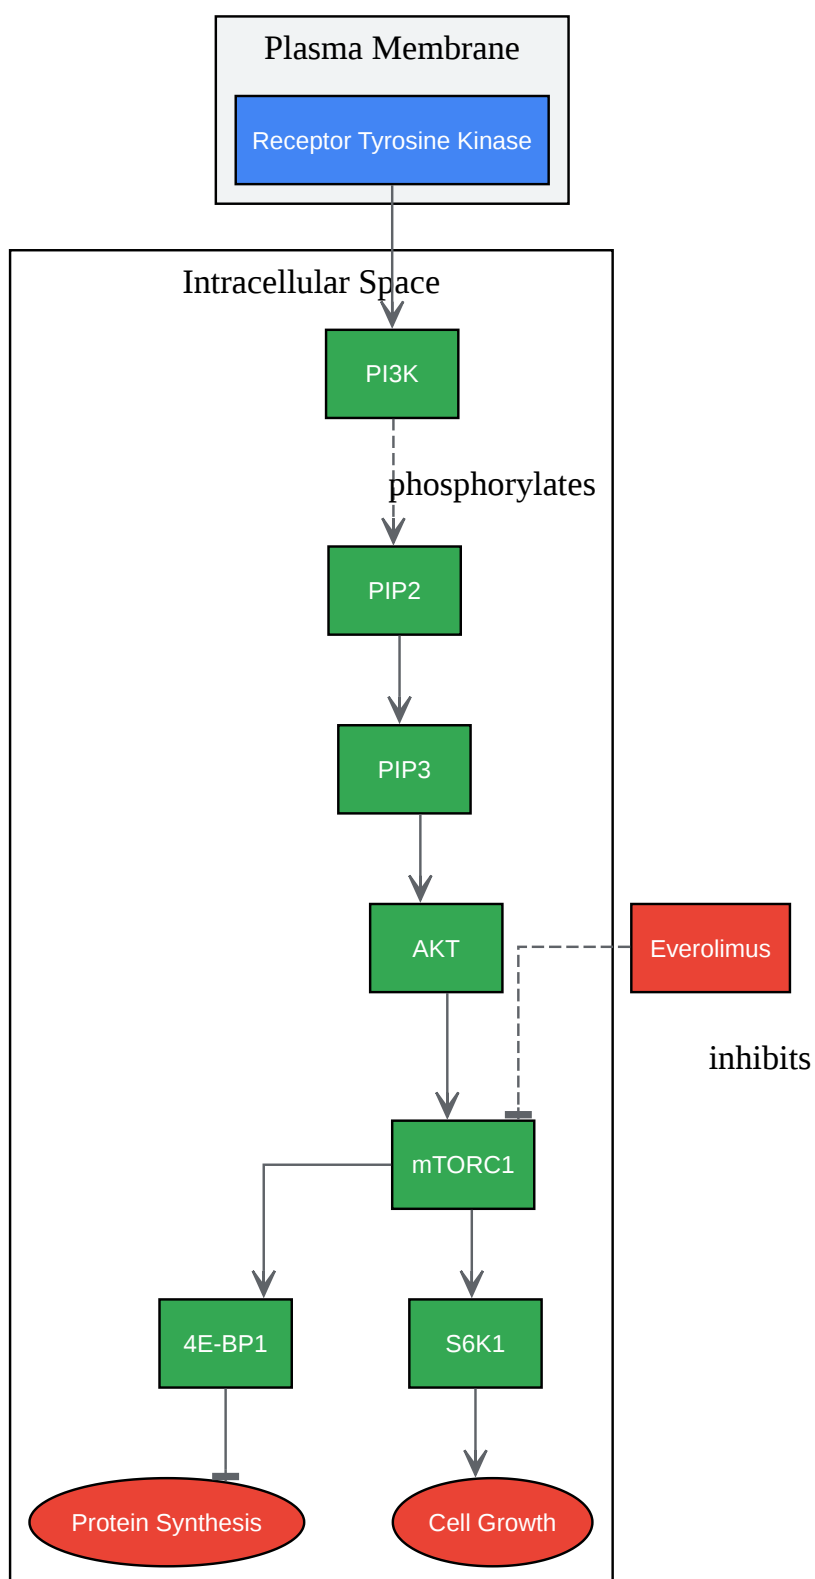 Plasma Membrane
Receptor Tyrosine Kinase
Intracellular Space
PI3K
phosphorylates
PIP2
PIP3
AKT
Everolimus
inhibits
mTORC1
4E-BP1
S6K1
Protein Synthesis
Cell Growth